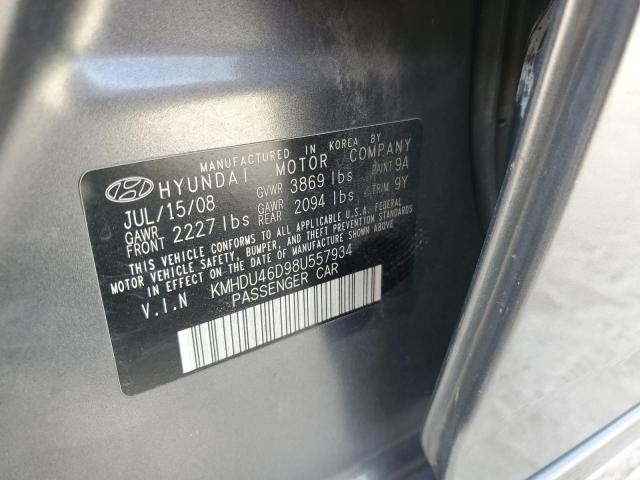 MANUFACTURED IN KOREA BY
HYUNDAI MOTOR COMPANY
JUL/15/08 GVWR 3869 lbs PAINT 9A
GAWR FRONT 2227 lbs GAWR REAR 2094 lbs TRIM 9Y
THIS VEHICLE CONFORMS TO ALL APPLICABLE U.S.A. FEDERAL
MOTOR VEHICLE SAFETY, BUMPER, AND THEFT PREVENTION STANDARDS
IN EFFECT ON THE DATE OF MANUFACTURE SHOWN ABOVE.
V.I.N KMHDU46D98U557934
PASSENGER CAR